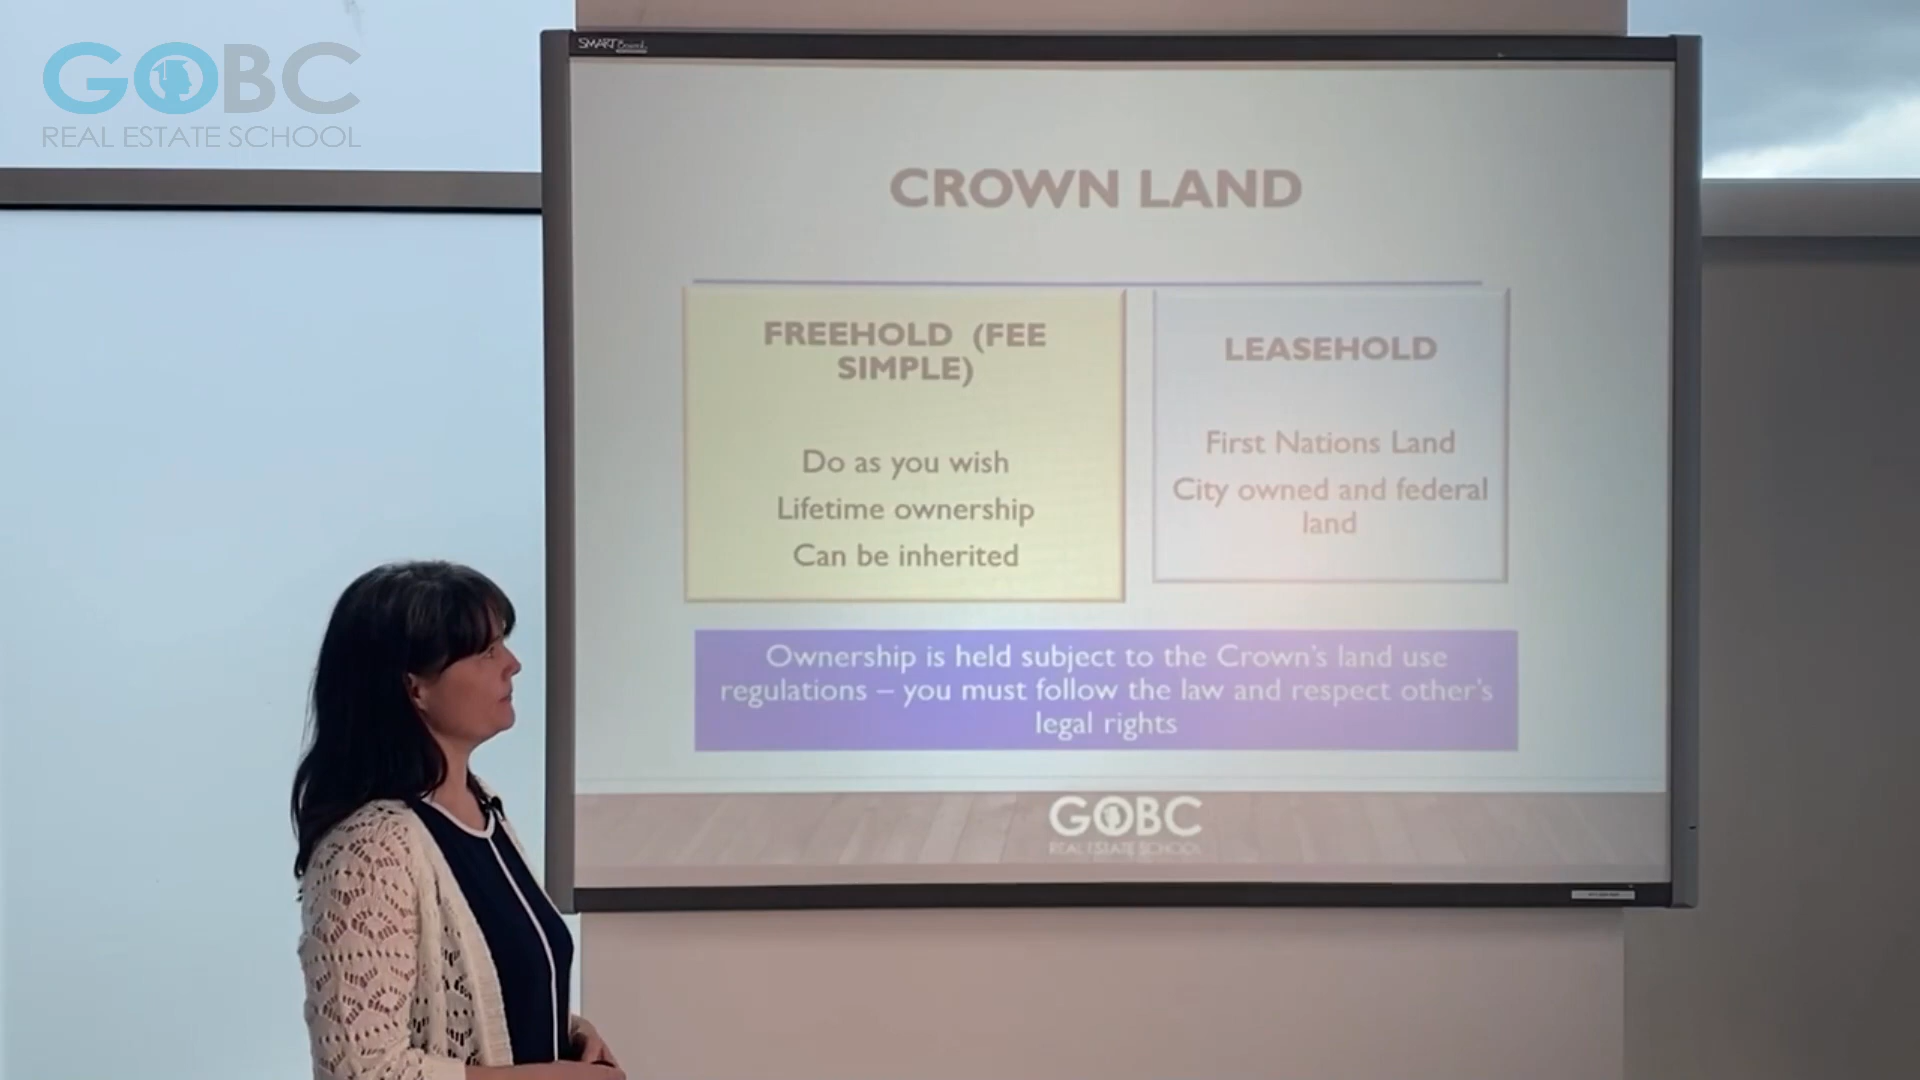 GOBC
REAL ESTATE SCHOOL
SMART Board
CROWN LAND
FREEHOLD (FEE
SIMPLE)
Do as you wish
Lifetime ownership
Can be inherited
LEASEHOLD
First Nations Land
City owned and federal
land
Ownership is held subject to the Crown's land use
regulations – you must follow the law and respect other's
legal rights
GOBC
REAL ESTATE SCHOOL